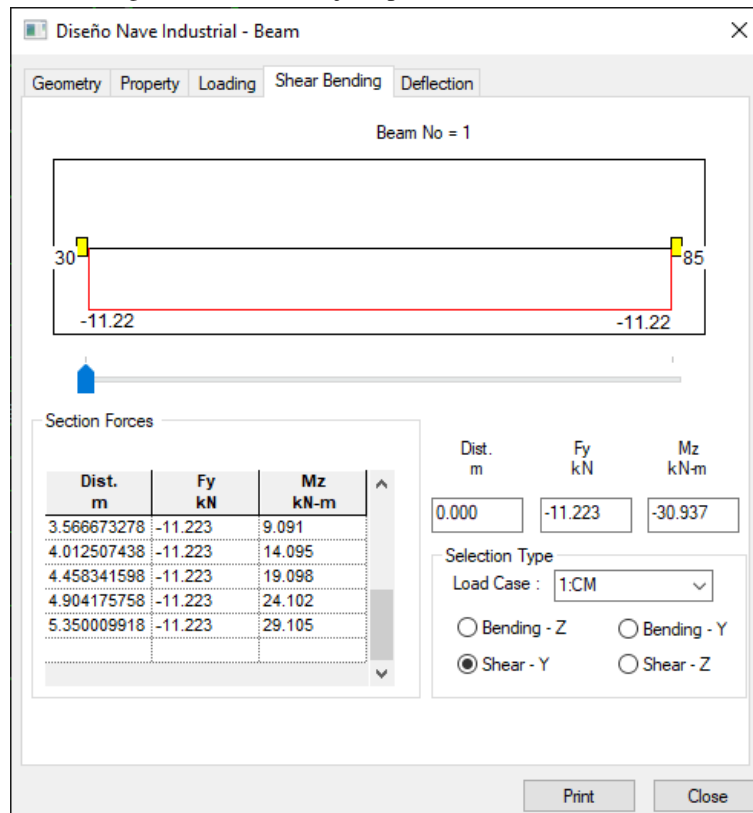 Diseño Nave Industrial - Beam
Geometry Property Loading Shear Bending Deflection
Beam No = 1
30 85
-11.22 -11.22
Section Forces
Dist. Fy Mz
m kN kN-m
Dist. Fy Mz
m kN kN-m
0.000 -11.223 -30.937
3.566673278 -11.223 9.091
4.012507438 -11.223 14.095
4.458341598 -11.223 19.098
4.904175758 -11.223 24.102
5.350009918 -11.223 29.105
Selection Type
Load Case : 1:CM
Bending - Z Bending - Y
Shear - Y Shear - Z
Print Close